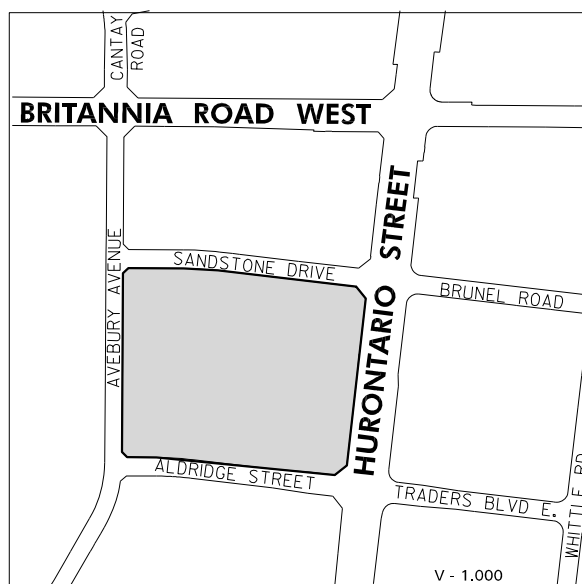 CANTAY
ROAD
BRITANNIA ROAD WEST
HURONTARIO STREET
AVEBURY AVENUE
SANDSTONE DRIVE
BRUNEL ROAD
ALDRIDGE STREET
TRADERS BLVD E.
WHITTLE RD
V - 1.000